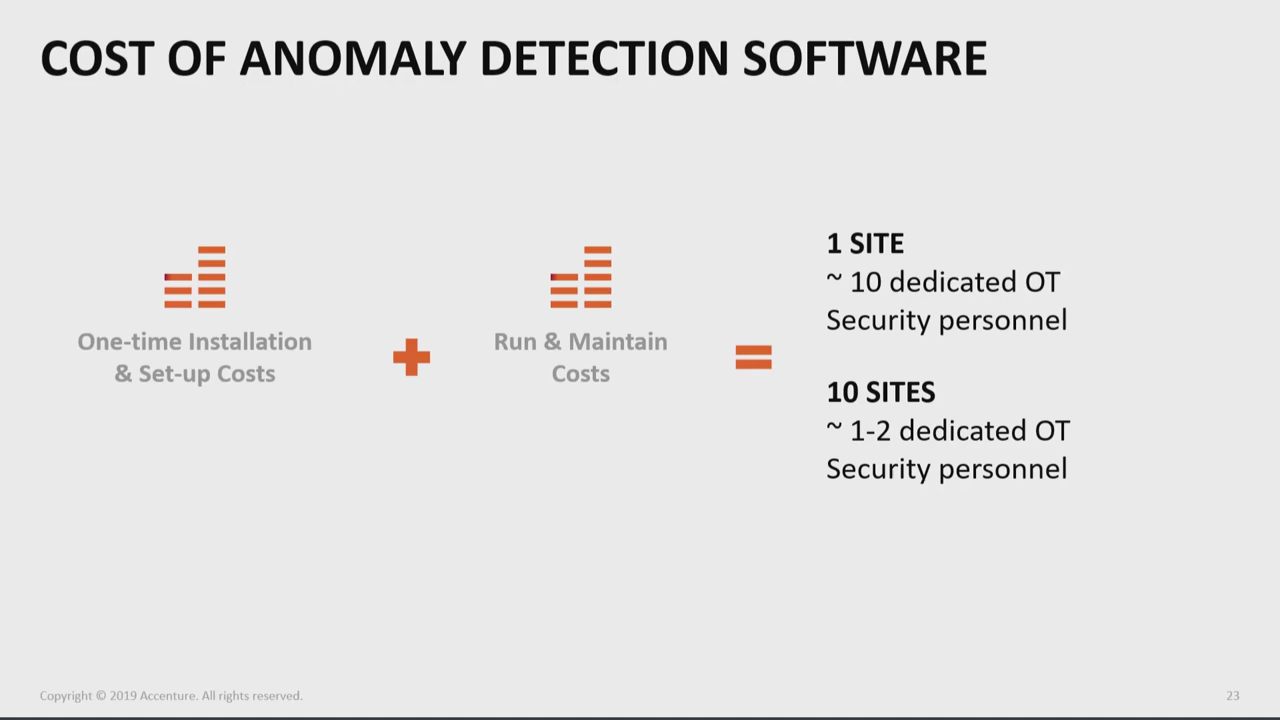 COST OF ANOMALY DETECTION SOFTWARE
One-time Installation
& Set-up Costs
Run & Maintain
Costs
1 SITE
~ 10 dedicated OT
Security personnel
10 SITES
~ 1-2 dedicated OT
Security personnel
Copyright © 2019 Accenture. All rights reserved.
23